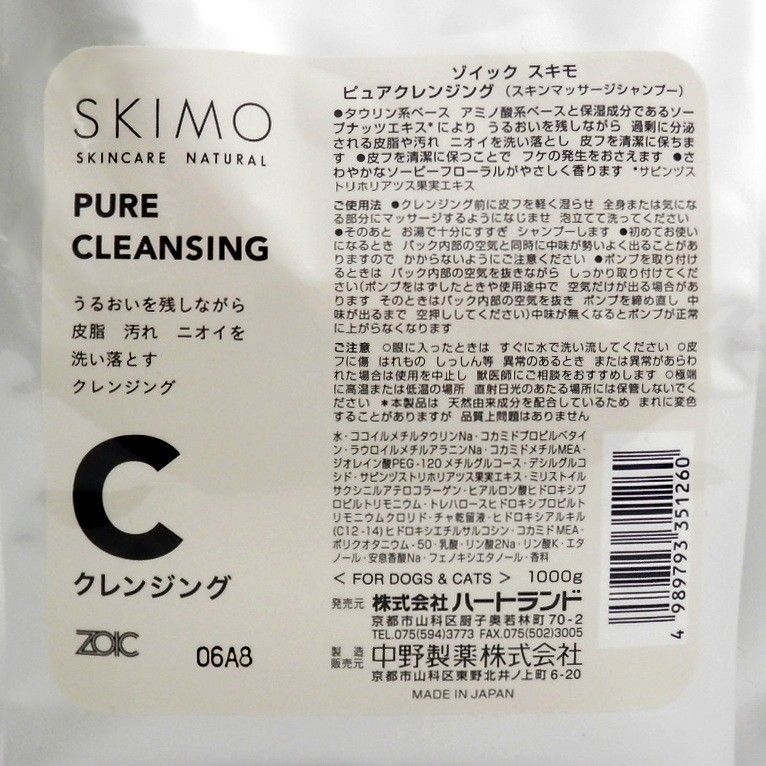 SKIMO
SKINCARE NATURAL
PURE
CLEANSING
うるおいを残しながら
皮脂 汚れ ニオイを
洗い落とす
クレンジング
C
クレンジング
ZOIC
06A8
ゾイック スキモ
ピュアクレンジング (スキンマッサージシャンプー)
●タウリン系ベース アミノ酸系ベースと保湿成分であるソー
プナッツエキス*により うるおいを残しながら 過剰に分泌
される皮脂や汚れ ニオイを洗い落とし 皮フを清潔に保ちま
す ●皮フを清潔に保つことで フケの発生をおさえます ●さ
わやかなソーピーフローラルがやさしく香ります *サピンヅス
トリホリアツス果実エキス
ご使用法 ●クレンジング前に皮フを軽く湿らせ 全身または気にな
る部分にマッサージするようになじませ 泡立てて洗ってください
●そのあと お湯で十分にすすぎ シャンプーします ●初めてお使い
になるとき パック内部の空気と同時に中味が勢いよく出ることがあ
りますので かからないようにご注意ください ●ポンプを取り付け
るときは パック内部の空気を抜きながら しっかり取り付けてくだ
さい(ポンプをはずしたときや使用途中で 空気だけが出る場合があ
ります そのときはパック内部の空気を抜き ポンプを締め直し 中
味が出るまで 空押ししてください)中味が無くなるとポンプが正常
に上がらなくなります
ご注意 ○眼に入ったときは すぐに水で洗い流してください ○皮
フに傷 はれもの しっしん等 異常のあるとき または異常があらわ
れた場合は使用を中止し 獣医師にご相談をおすすめします ○極端
に高温または低温の場所 直射日光のあたる場所には保管しないでく
ださい *本製品は 天然由来成分を配合しているため まれに変色
することがありますが 品質上問題はありません
水・ココイルメチルタウリンNa・コカミドプロピルベタイ
ン・ラウロイルメチルアラニンNa・コカミドメチルMEA・
ジオレイン酸PEG-120メチルグルコース・デシルグルコ
シド・サピンヅストリホリアツス果実エキス・ミリストイル
サクシニルアテロコラーゲン・ヒアルロン酸ヒドロキシプ
ロピルトリモニウム・トレハロースヒドロキシプロピルト
リモニウムクロリド・チャ乾留液・ヒドロキシアルキル
(C12-14)ヒドロキシエチルサルコシン・コカミドMEA・
ポリクオタニウム-50・乳酸・リン酸2Na・リン酸K・エタ
ノール・安息香酸Na・フェノキシエタノール・香料
< FOR DOGS & CATS > 1000g
発売元 株式会社 ハートランド
京都市山科区厨子奥若林町70-2
TEL.075(594)3773 FAX.075(502)3005
製造
販売元 中野製薬株式会社
京都市山科区東野北井ノ上町6-20
MADE IN JAPAN
4 989793 351260